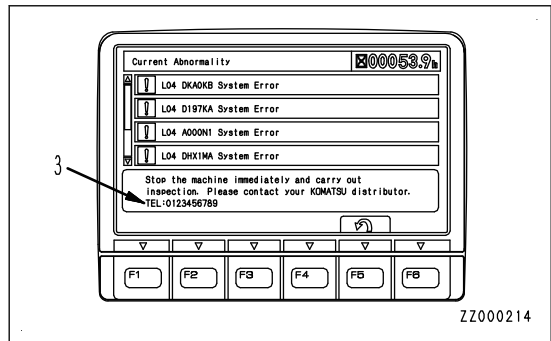 Current Abnormality
00053.9h
L04 DKA0KB System Error
L04 D197KA System Error
L04 A000N1 System Error
L04 DHX1MA System Error
3
Stop the machine immediately and carry out
inspection. Please contact your KOMATSU distributor.
TEL:0123456789
F1 F2 F3 F4 F5 F6
ZZ000214